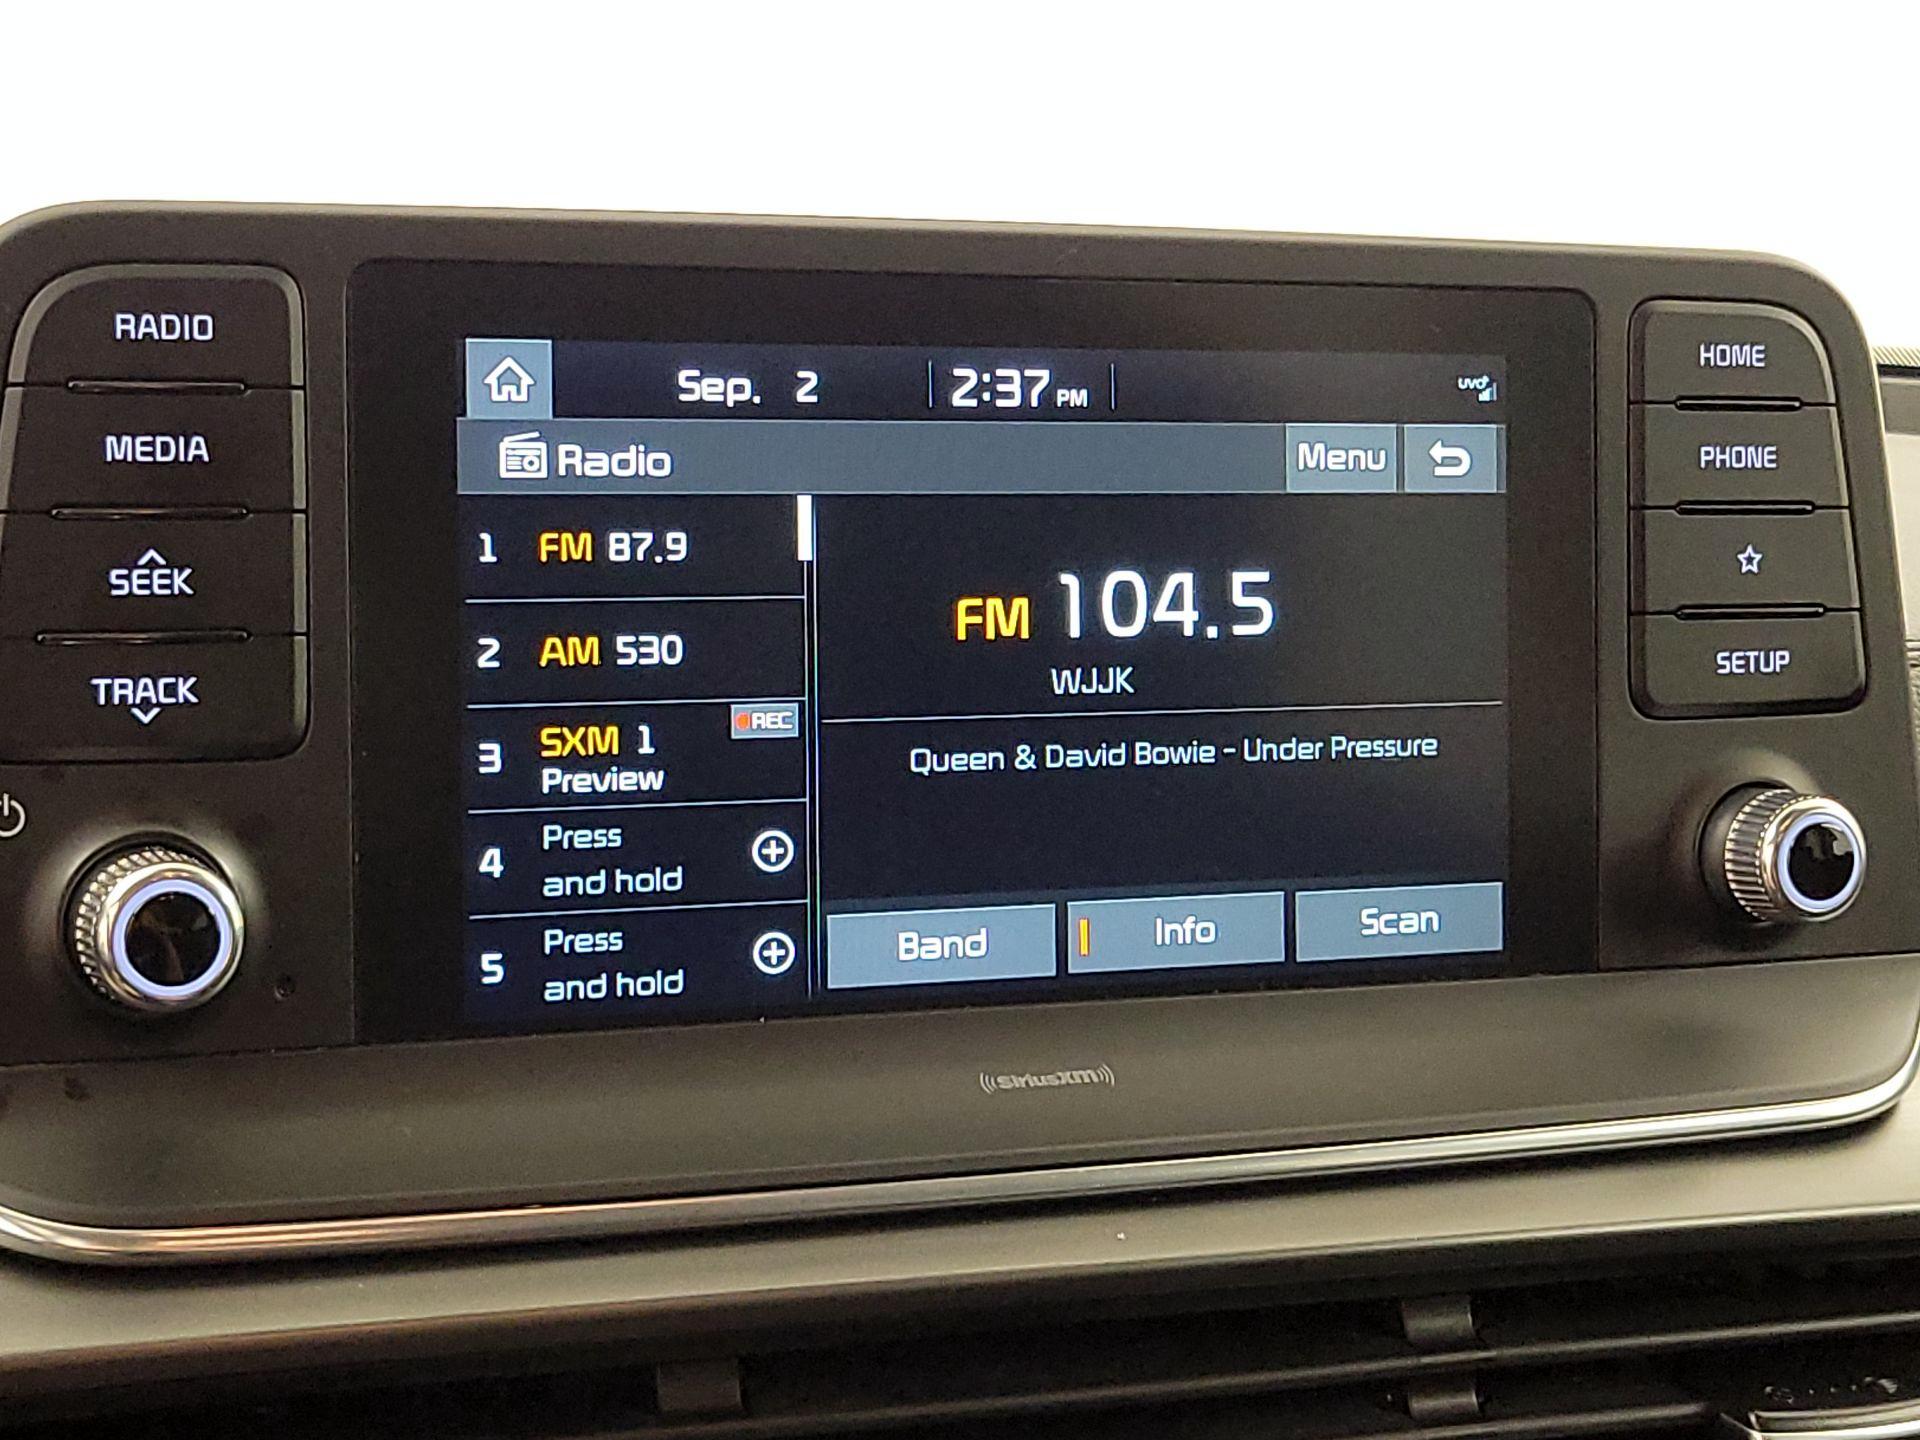 RADIO
MEDIA
SEEK
TRACK
Sep. 2
2:37 PM
UVO
Radio
Menu
1 FM 87.9
2 AM 530
3 SXM 1
Preview
REC
4 Press
and hold
5 Press
and hold
FM 104.5
WJJK
Queen & David Bowie - Under Pressure
Band
Info
Scan
HOME
PHONE
SETUP
((SiriusXM))